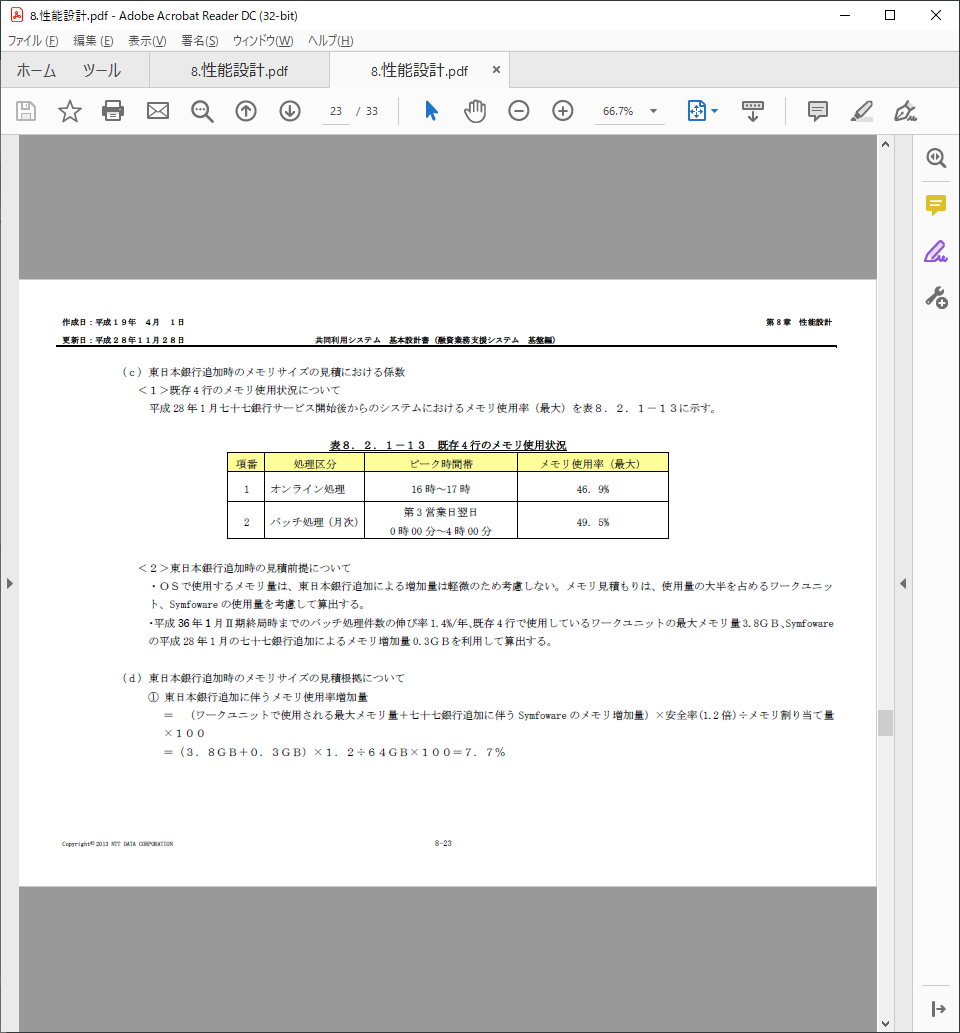 8.性能設計.pdf - Adobe Acrobat Reader DC (32-bit)
ファイル(F) 編集(E) 表示(V) 署名(S) ウィンドウ(W) ヘルプ(H)
ホーム ツール 8.性能設計.pdf 8.性能設計.pdf ×
23 / 33 66.7%
作成日：平成１９年 ４月 １日 第８章 性能設計
更新日：平成２８年１１月２８日 共同利用システム 基本設計書（融資業務支援システム 基盤編）
（ｃ）東日本銀行追加時のメモリサイズの見積における係数
＜１＞既存４行のメモリ使用状況について
平成 28 年 1 月七十七銀行サービス開始後からのシステムにおけるメモリ使用率（最大）を表８．２．１－１３に示す。
表８．２．１－１３ 既存４行のメモリ使用状況
項番 処理区分 ピーク時間帯 メモリ使用率（最大）
1 オンライン処理 16 時～17 時 46．9%
2 バッチ処理（月次） 第３営業日翌日 49．5%
0 時 00 分～4 時 00 分
＜２＞東日本銀行追加時の見積前提について
・ＯＳで使用するメモリ量は、東日本銀行追加による増加量は軽微のため考慮しない。メモリ見積もりは、使用量の大半を占めるワークユニッ
ト、Symfoware の使用量を考慮して算出する。
・平成 36 年 1 月Ⅱ期終局時までのバッチ処理件数の伸び率 1.4%/年、既存４行で使用しているワークユニットの最大メモリ量 3.8ＧＢ、Symfoware
の平成 28 年 1 月の七十七銀行追加によるメモリ増加量 0.3ＧＢを利用して算出する。
（ｄ）東日本銀行追加時のメモリサイズの見積根拠について
① 東日本銀行追加に伴うメモリ使用率増加量
＝ （ワークユニットで使用される最大メモリ量＋七十七銀行追加に伴う Symfoware のメモリ増加量）×安全率(1.2 倍)÷メモリ割り当て量
×１００
＝（３．８ＧＢ＋０．３ＧＢ）×１．２÷６４ＧＢ×１００＝７．７％
Copyright© 2013 NTT DATA CORPORATION 8-23